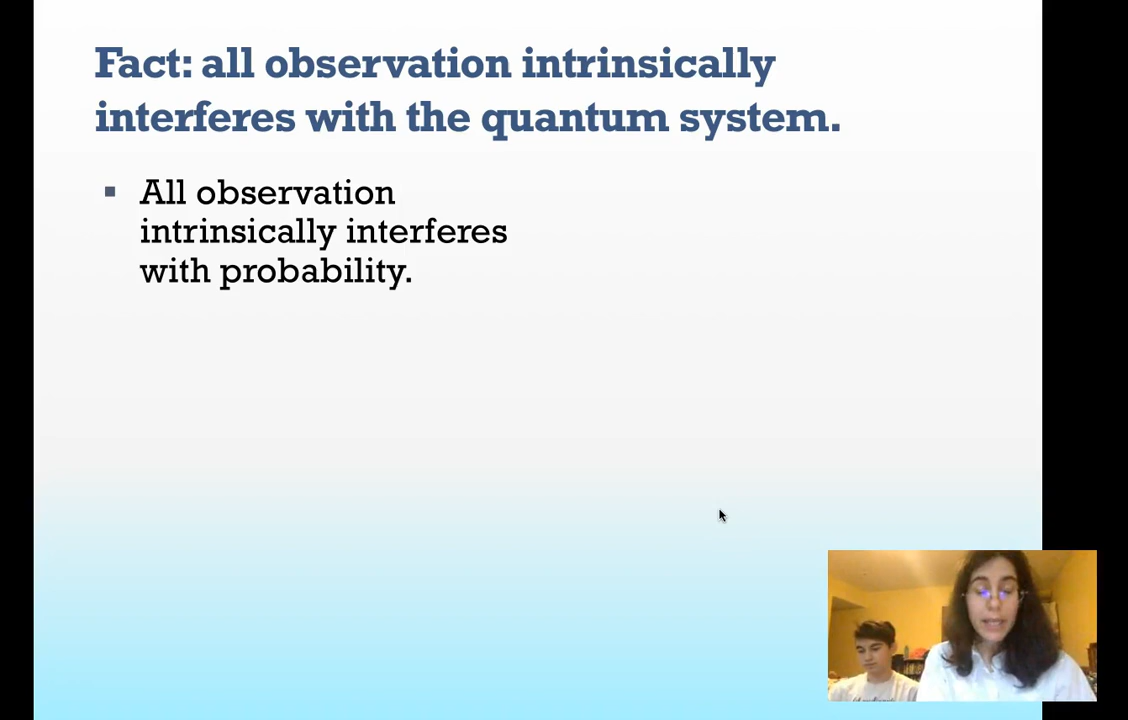 Fact: all observation intrinsically
interferes with the quantum system.
All observation
intrinsically interferes
with probability.